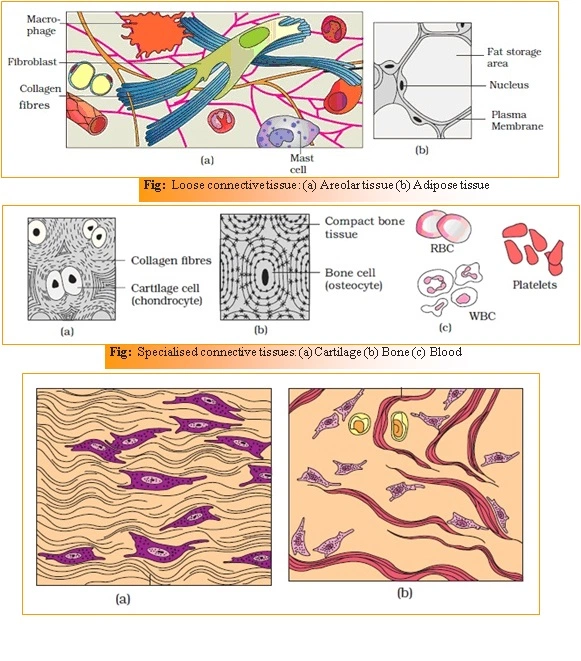 Macro-
phage
Fibroblast
Collagen
fibres
(a)
Mast
cell
Fat storage
area
Nucleus
Plasma
Membrane
(b)
Fig: Loose connective tissue: (a) Areolar tissue (b) Adipose tissue
Collagen fibres
Cartilage cell
(chondrocyte)
(a)
Compact bone
tissue
Bone cell
(osteocyte)
(b)
RBC
WBC
Platelets
(c)
Fig: Specialised connective tissues: (a) Cartilage (b) Bone (c) Blood
(a)
(b)